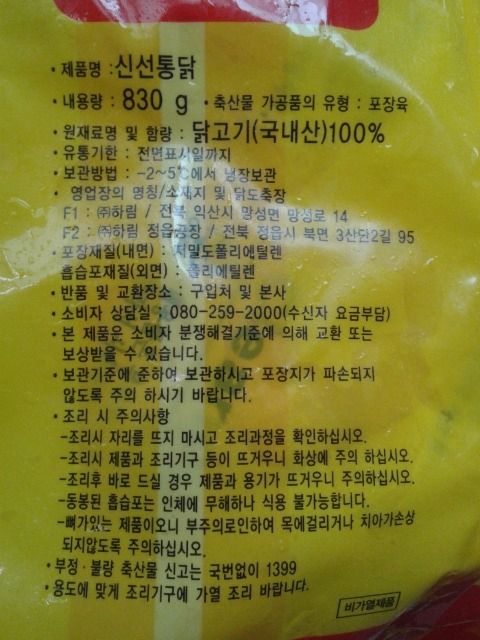 · 제품명 : 신선통닭
· 내용량 : 830 g · 축산물 가공품의 유형 : 포장육
· 원재료명 및 함량 : 닭고기(국내산)100%
· 유통기한 : 전면표시일까지
· 보관방법 : -2~5℃에서 냉장보관
· 영업장의 명칭/소재지 및 닭도축장
F1 : ㈜하림 / 전북 익산시 망성면 망성로 14
F2 : ㈜하림 정읍공장 / 전북 정읍시 북면 3산단2길 95
· 포장재질(내면) : 저밀도폴리에틸렌
흡습포재질(외면) : 폴리에틸렌
· 반품 및 교환장소 : 구입처 및 본사
· 소비자 상담실 : 080-259-2000(수신자 요금부담)
· 본 제품은 소비자 분쟁해결기준에 의해 교환 또는
보상받을 수 있습니다.
· 보관기준에 준하여 보관하시고 포장지가 파손되지
않도록 주의 하시기 바랍니다.
· 조리 시 주의사항
-조리시 자리를 뜨지 마시고 조리과정을 확인하십시오.
-조리시 제품과 조리기구 등이 뜨거우니 화상에 주의 하십시오.
-조리후 바로 드실 경우 제품과 용기가 뜨거우니 주의하십시오.
-동봉된 흡습포는 인체에 무해하나 식용 불가능합니다.
-뼈가있는 제품이오니 부주의로인하여 목에걸리거나 치아가손상
되지않도록 주의하십시오.
· 부정·불량 축산물 신고는 국번없이 1399
· 용도에 맞게 조리기구에 가열 조리 바랍니다.
비가열제품